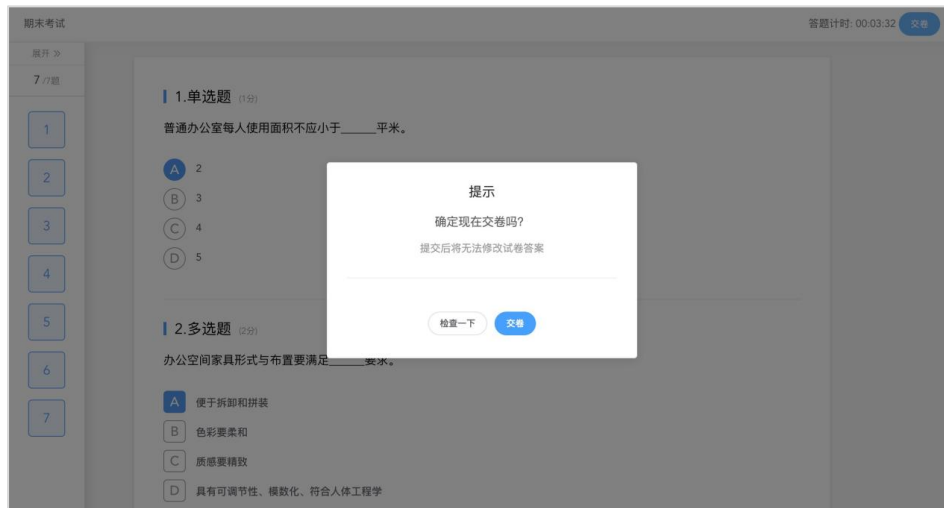 期末考试
答题计时: 00:03:32 交卷
展开 »
7 /7题
1
2
3
4
5
6
7
1.单选题 (1分)
普通办公室每人使用面积不应小于______平米。
A 2
B 3
C 4
D 5
提示
确定现在交卷吗?
提交后将无法修改试卷答案
检查一下 交卷
2.多选题 (2分)
办公空间家具形式与布置要满足______要求。
A 便于拆卸和拼装
B 色彩要柔和
C 质感要精致
D 具有可调节性、模数化、符合人体工程学